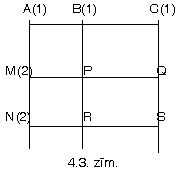 A(1) B(1) C(1)
M(2) P Q
N(2) R S
4.3. zīm.